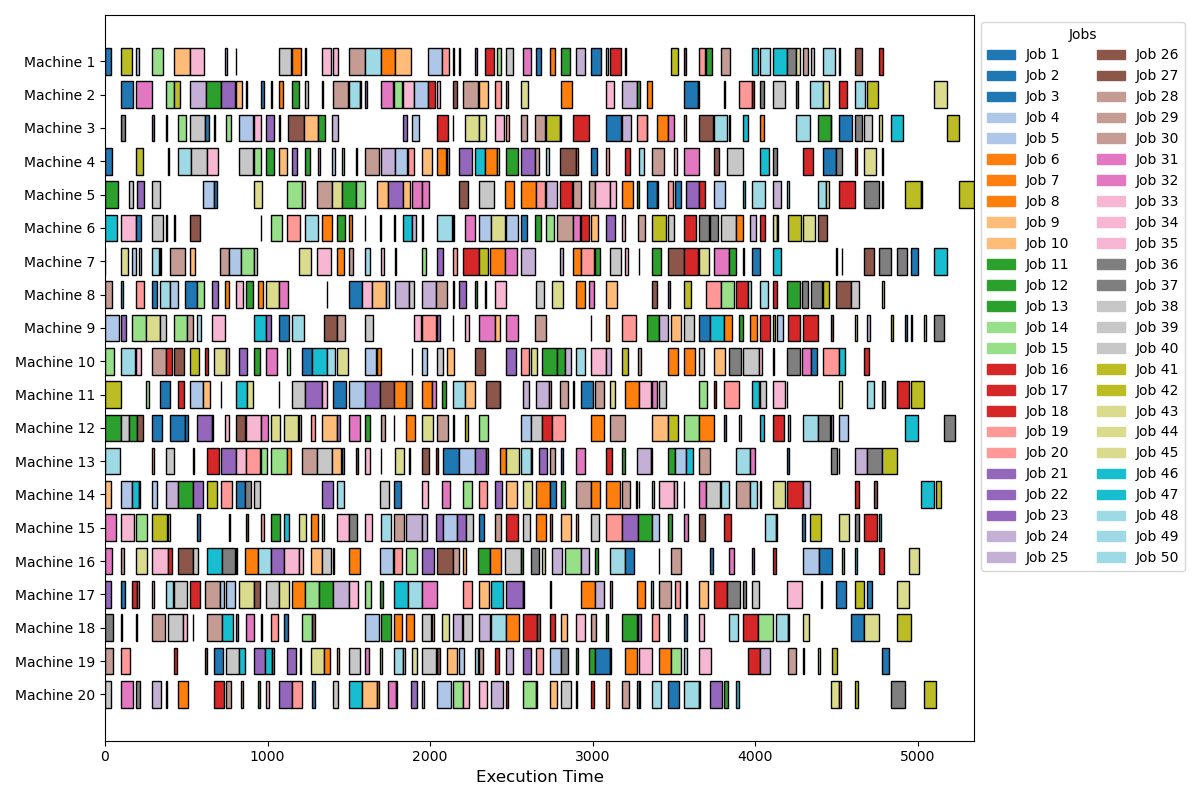 Machine 1
Machine 2
Machine 3
Machine 4
Machine 5
Machine 6
Machine 7
Machine 8
Machine 9
Machine 10
Machine 11
Machine 12
Machine 13
Machine 14
Machine 15
Machine 16
Machine 17
Machine 18
Machine 19
Machine 20
0 1000 2000 3000 4000 5000
Execution Time
Jobs
Job 1
Job 2
Job 3
Job 4
Job 5
Job 6
Job 7
Job 8
Job 9
Job 10
Job 11
Job 12
Job 13
Job 14
Job 15
Job 16
Job 17
Job 18
Job 19
Job 20
Job 21
Job 22
Job 23
Job 24
Job 25
Job 26
Job 27
Job 28
Job 29
Job 30
Job 31
Job 32
Job 33
Job 34
Job 35
Job 36
Job 37
Job 38
Job 39
Job 40
Job 41
Job 42
Job 43
Job 44
Job 45
Job 46
Job 47
Job 48
Job 49
Job 50